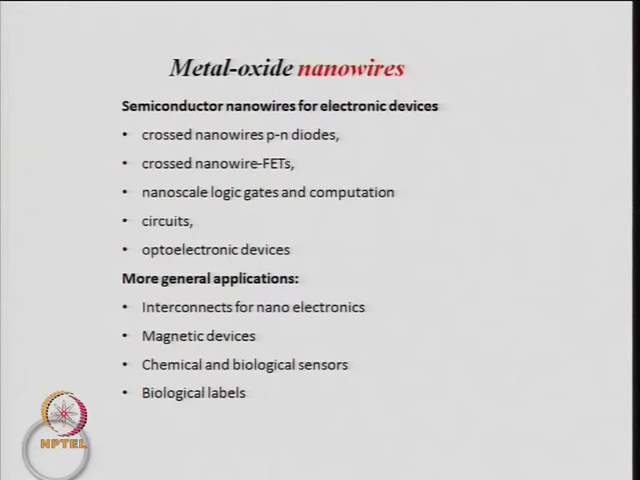 Metal-oxide nanowires
Semiconductor nanowires for electronic devices
• crossed nanowires p-n diodes,
• crossed nanowire-FETs,
• nanoscale logic gates and computation
• circuits,
• optoelectronic devices
More general applications:
• Interconnects for nano electronics
• Magnetic devices
• Chemical and biological sensors
• Biological labels
NPTEL